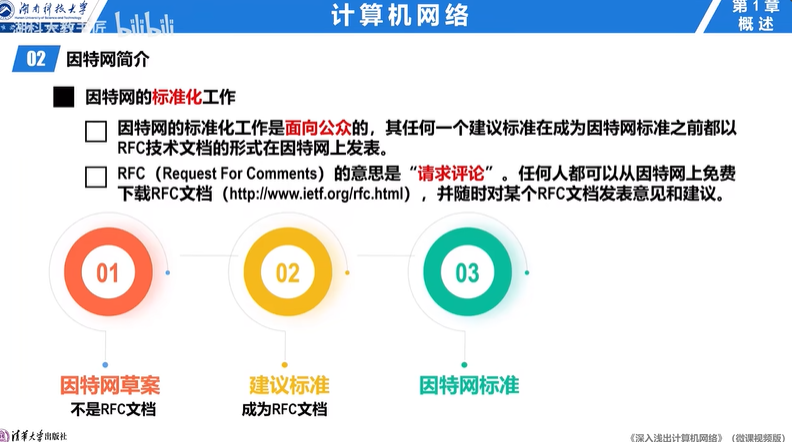 湖南科技大学
Hunan University of Science and Technology
计算机网络
第1章
概述
湖科大教书匠 bilibili
02 因特网简介
因特网的标准化工作
因特网的标准化工作是面向公众的，其任何一个建议标准在成为因特网标准之前都以
RFC技术文档的形式在因特网上发表。
RFC（Request For Comments）的意思是“请求评论”。任何人都可以从因特网上免费
下载RFC文档（http://www.ietf.org/rfc.html），并随时对某个RFC文档发表意见和建议。
01 02 03
因特网草案 建议标准 因特网标准
不是RFC文档 成为RFC文档
清华大学出版社
《深入浅出计算机网络》（微课视频版）